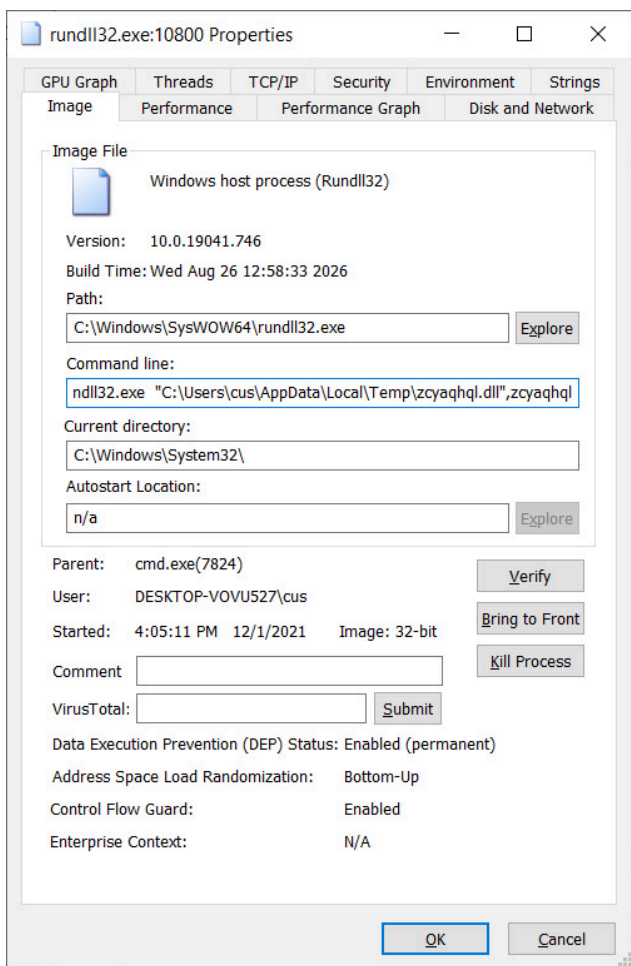 rundll32.exe:10800 Properties
GPU Graph Threads TCP/IP Security Environment Strings
Image Performance Performance Graph Disk and Network
Image File
Windows host process (Rundll32)
Version: 10.0.19041.746
Build Time: Wed Aug 26 12:58:33 2026
Path:
C:\Windows\SysWOW64\rundll32.exe Explore
Command line:
ndll32.exe "C:\Users\cus\AppData\Local\Temp\zcyaqhql.dll",zcyaqhql
Current directory:
C:\Windows\System32\
Autostart Location:
n/a Explore
Parent: cmd.exe(7824)
Verify
User: DESKTOP-VOVU527\cus
Bring to Front
Started: 4:05:11 PM 12/1/2021 Image: 32-bit
Kill Process
Comment
VirusTotal: Submit
Data Execution Prevention (DEP) Status: Enabled (permanent)
Address Space Load Randomization: Bottom-Up
Control Flow Guard: Enabled
Enterprise Context: N/A
OK Cancel